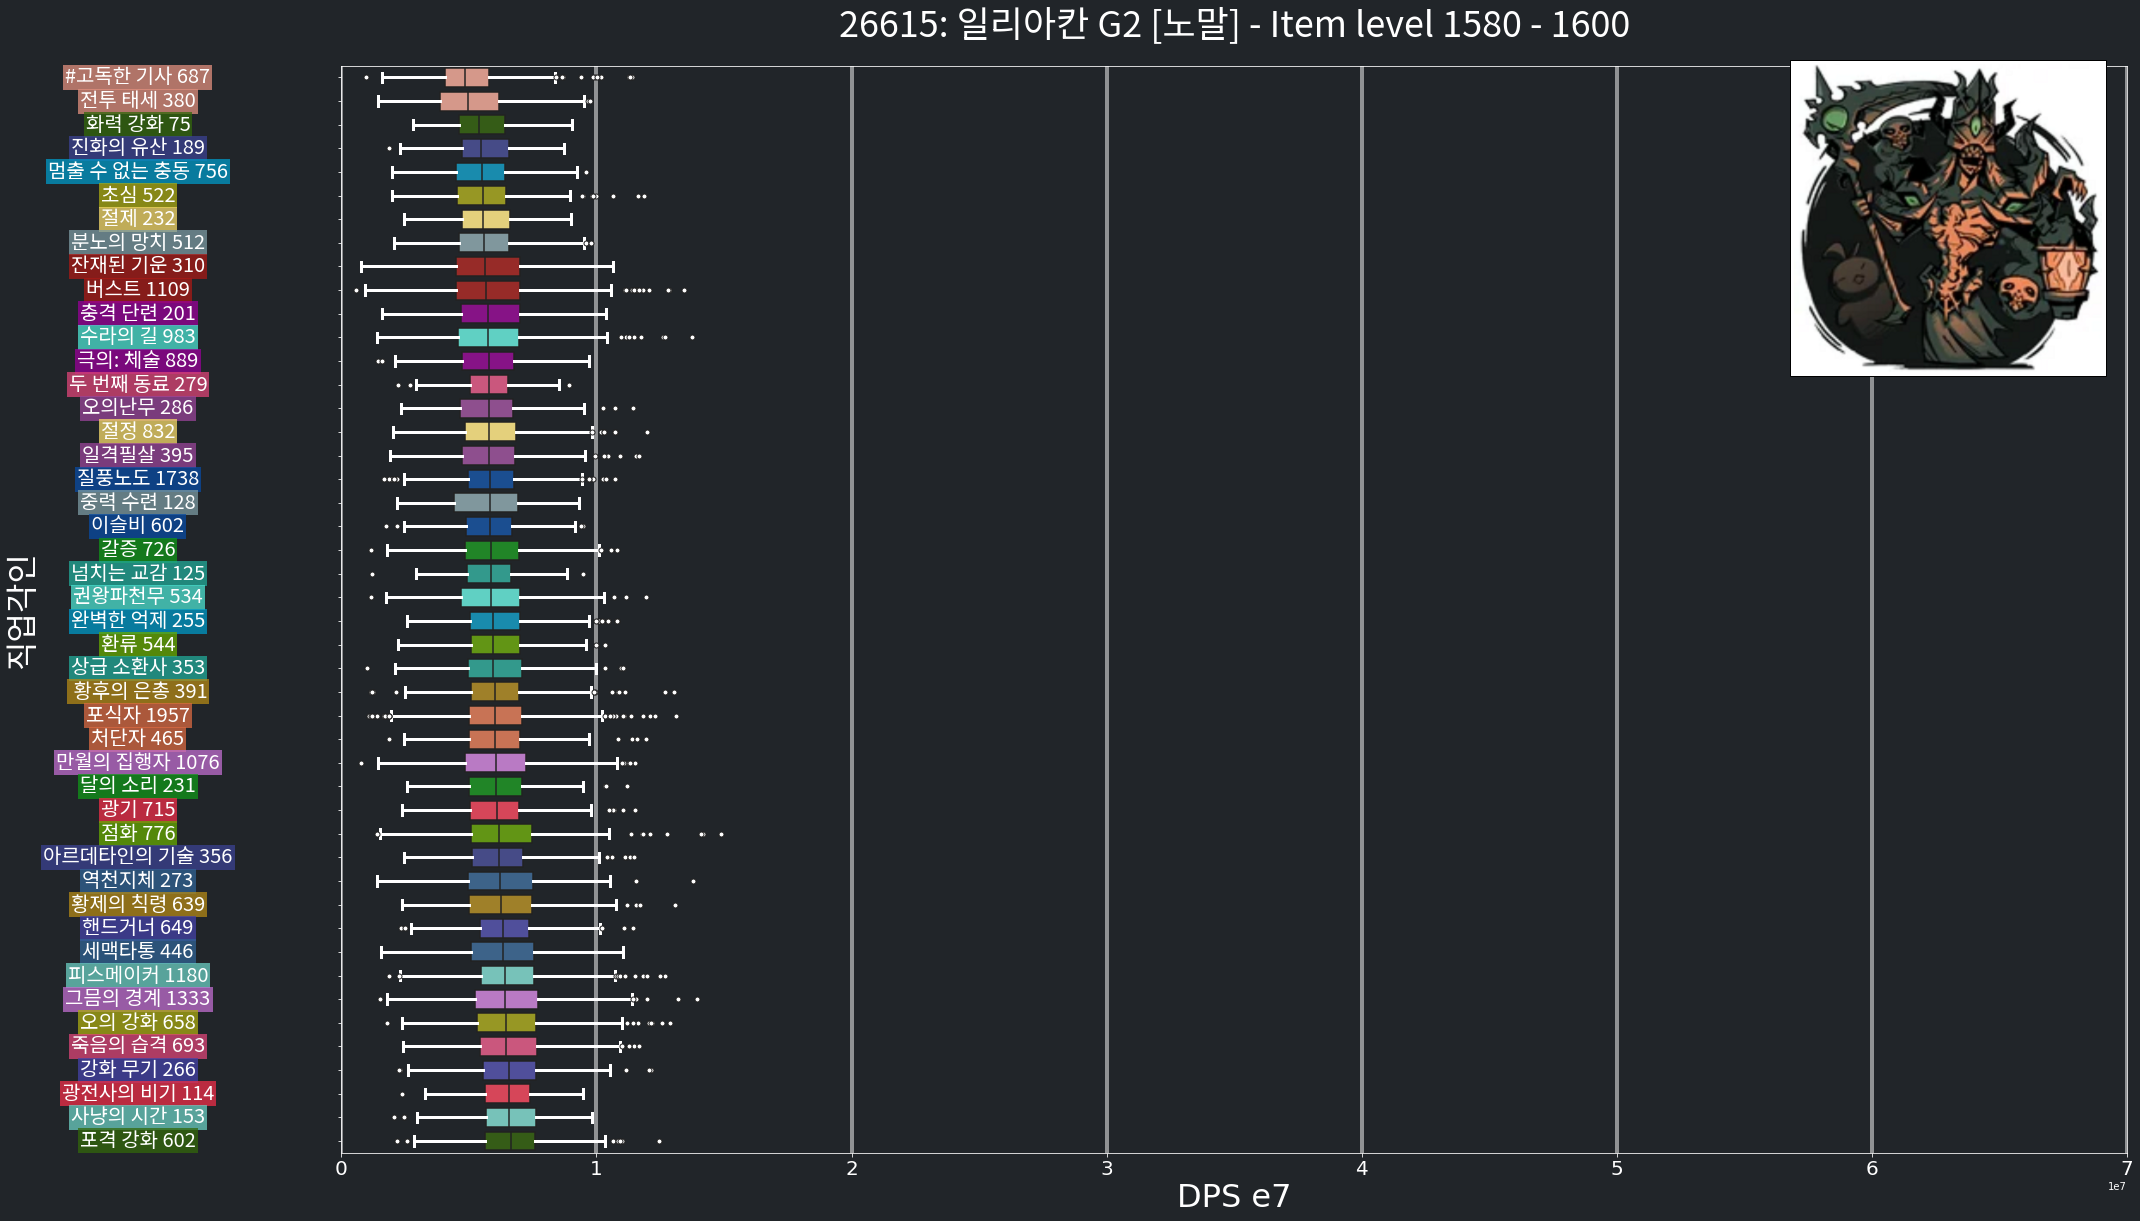 26615: 일리아칸 G2 [노말] - Item level 1580 - 1600
#고독한 기사 687
전투 태세 380
화력 강화 75
진화의 유산 189
멈출 수 없는 충동 756
초심 522
절제 232
분노의 망치 512
잔재된 기운 310
버스트 1109
충격 단련 201
수라의 길 983
극의: 체술 889
두 번째 동료 279
오의난무 286
절정 832
일격필살 395
질풍노도 1738
중력 수련 128
이슬비 602
갈증 726
넘치는 교감 125
권왕파천무 534
완벽한 억제 255
환류 544
상급 소환사 353
황후의 은총 391
포식자 1957
처단자 465
만월의 집행자 1076
달의 소리 231
광기 715
점화 776
아르데타인의 기술 356
역천지체 273
황제의 칙령 639
핸드거너 649
세맥타통 446
피스메이커 1180
그믐의 경계 1333
오의 강화 658
죽음의 습격 693
강화 무기 266
광전사의 비기 114
사냥의 시간 153
포격 강화 602
직업각인
0 1 2 3 4 5 6 7
DPS e7
1e7